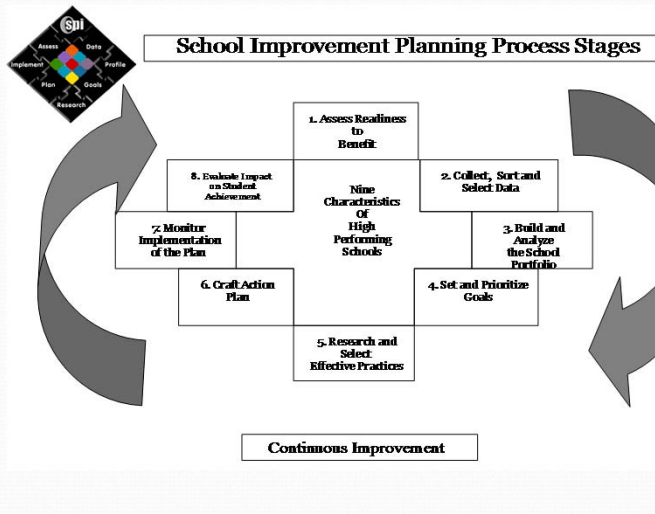 spi
Assess Data
Implement Profile
Plan Goals
Research
School Improvement Planning Process Stages
1. Assess Readiness
to
Benefit
8. Evaluate Impact
on Student
Achievement
Nine
Characteristics
Of
High
Performing
Schools
2. Collect, Sort and
Select Data
7. Monitor
Implementation
of the Plan
3. Build and
Analyze
the School
Portfolio
6. Craft Action
Plan
4. Set and Prioritize
Goals
5. Research and
Select
Effective Practices
Continuous Improvement